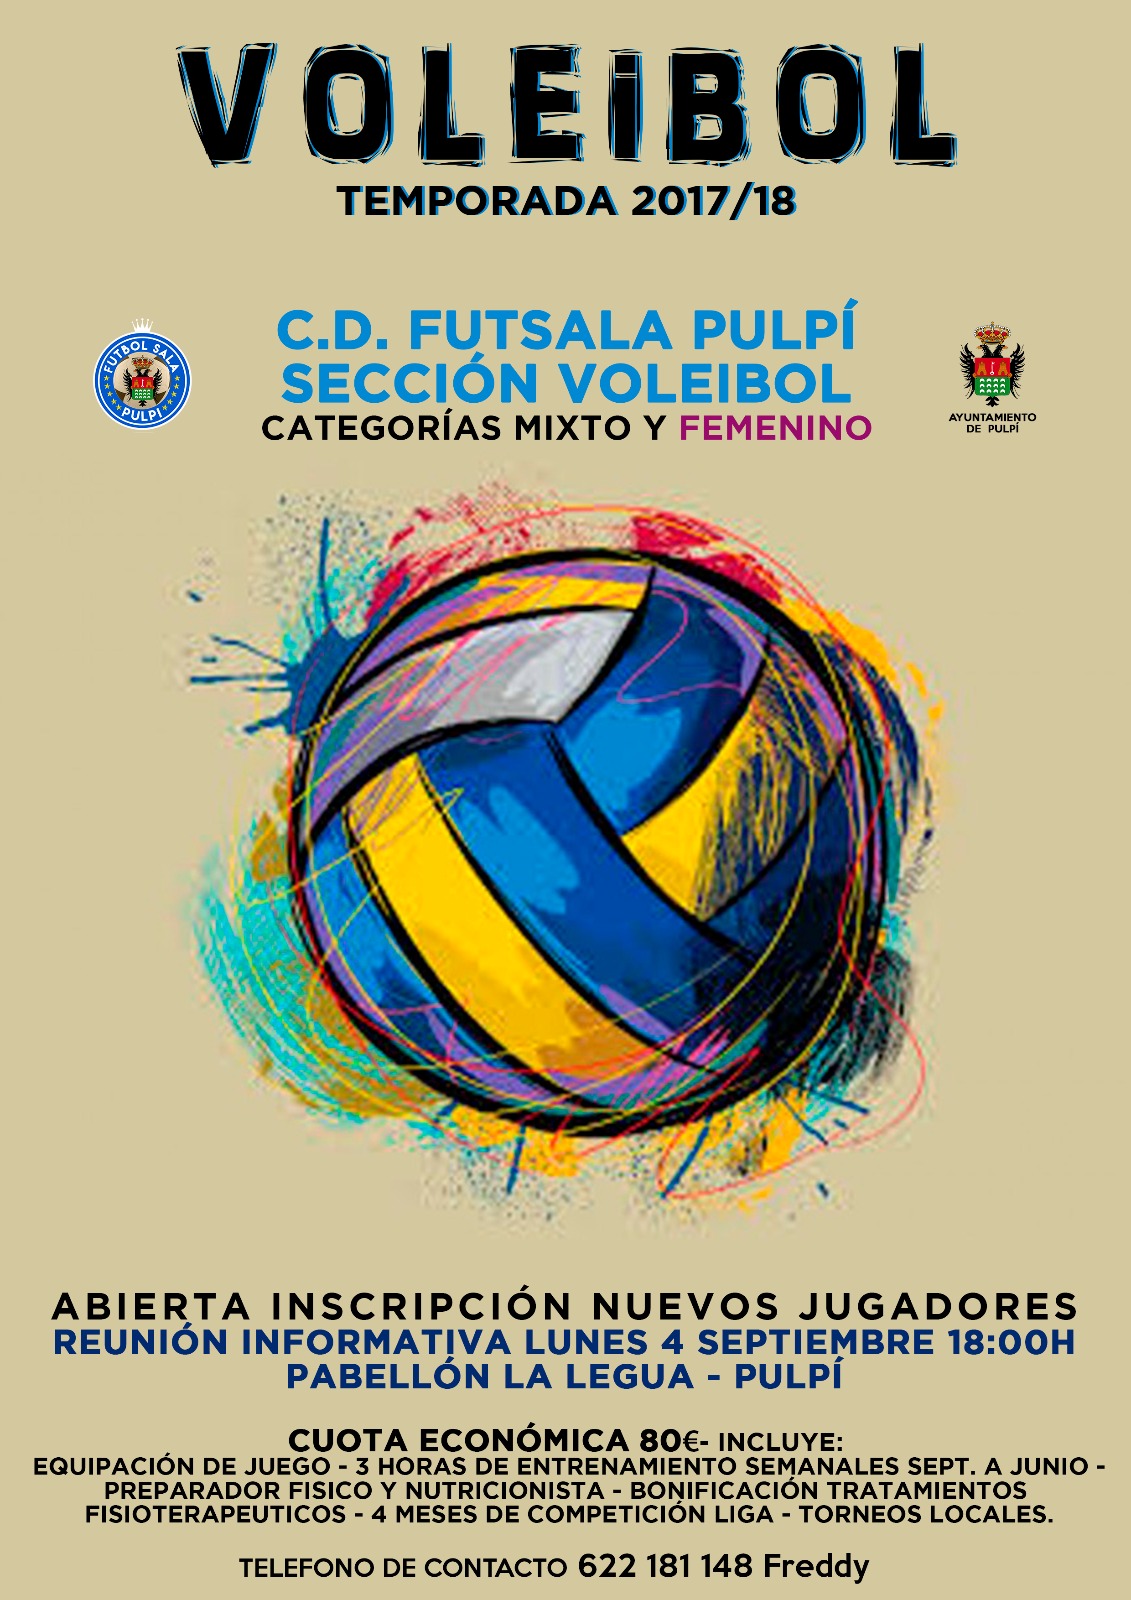 VOLEiBOL
TEMPORADA 2017/18
C.D. FUTSALA PULPÍ
SECCIÓN VOLEIBOL
CATEGORÍAS MIXTO Y FEMENINO
FUTBOL SALA
PULPI
AYUNTAMIENTO
DE PULPÍ
ABIERTA INSCRIPCIÓN NUEVOS JUGADORES
REUNIÓN INFORMATIVA LUNES 4 SEPTIEMBRE 18:00H
PABELLÓN LA LEGUA - PULPÍ
CUOTA ECONÓMICA 80€- INCLUYE:
EQUIPACIÓN DE JUEGO - 3 HORAS DE ENTRENAMIENTO SEMANALES SEPT. A JUNIO -
PREPARADOR FISICO Y NUTRICIONISTA - BONIFICACIÓN TRATAMIENTOS
FISIOTERAPEUTICOS - 4 MESES DE COMPETICIÓN LIGA - TORNEOS LOCALES.
TELEFONO DE CONTACTO 622 181 148 Freddy